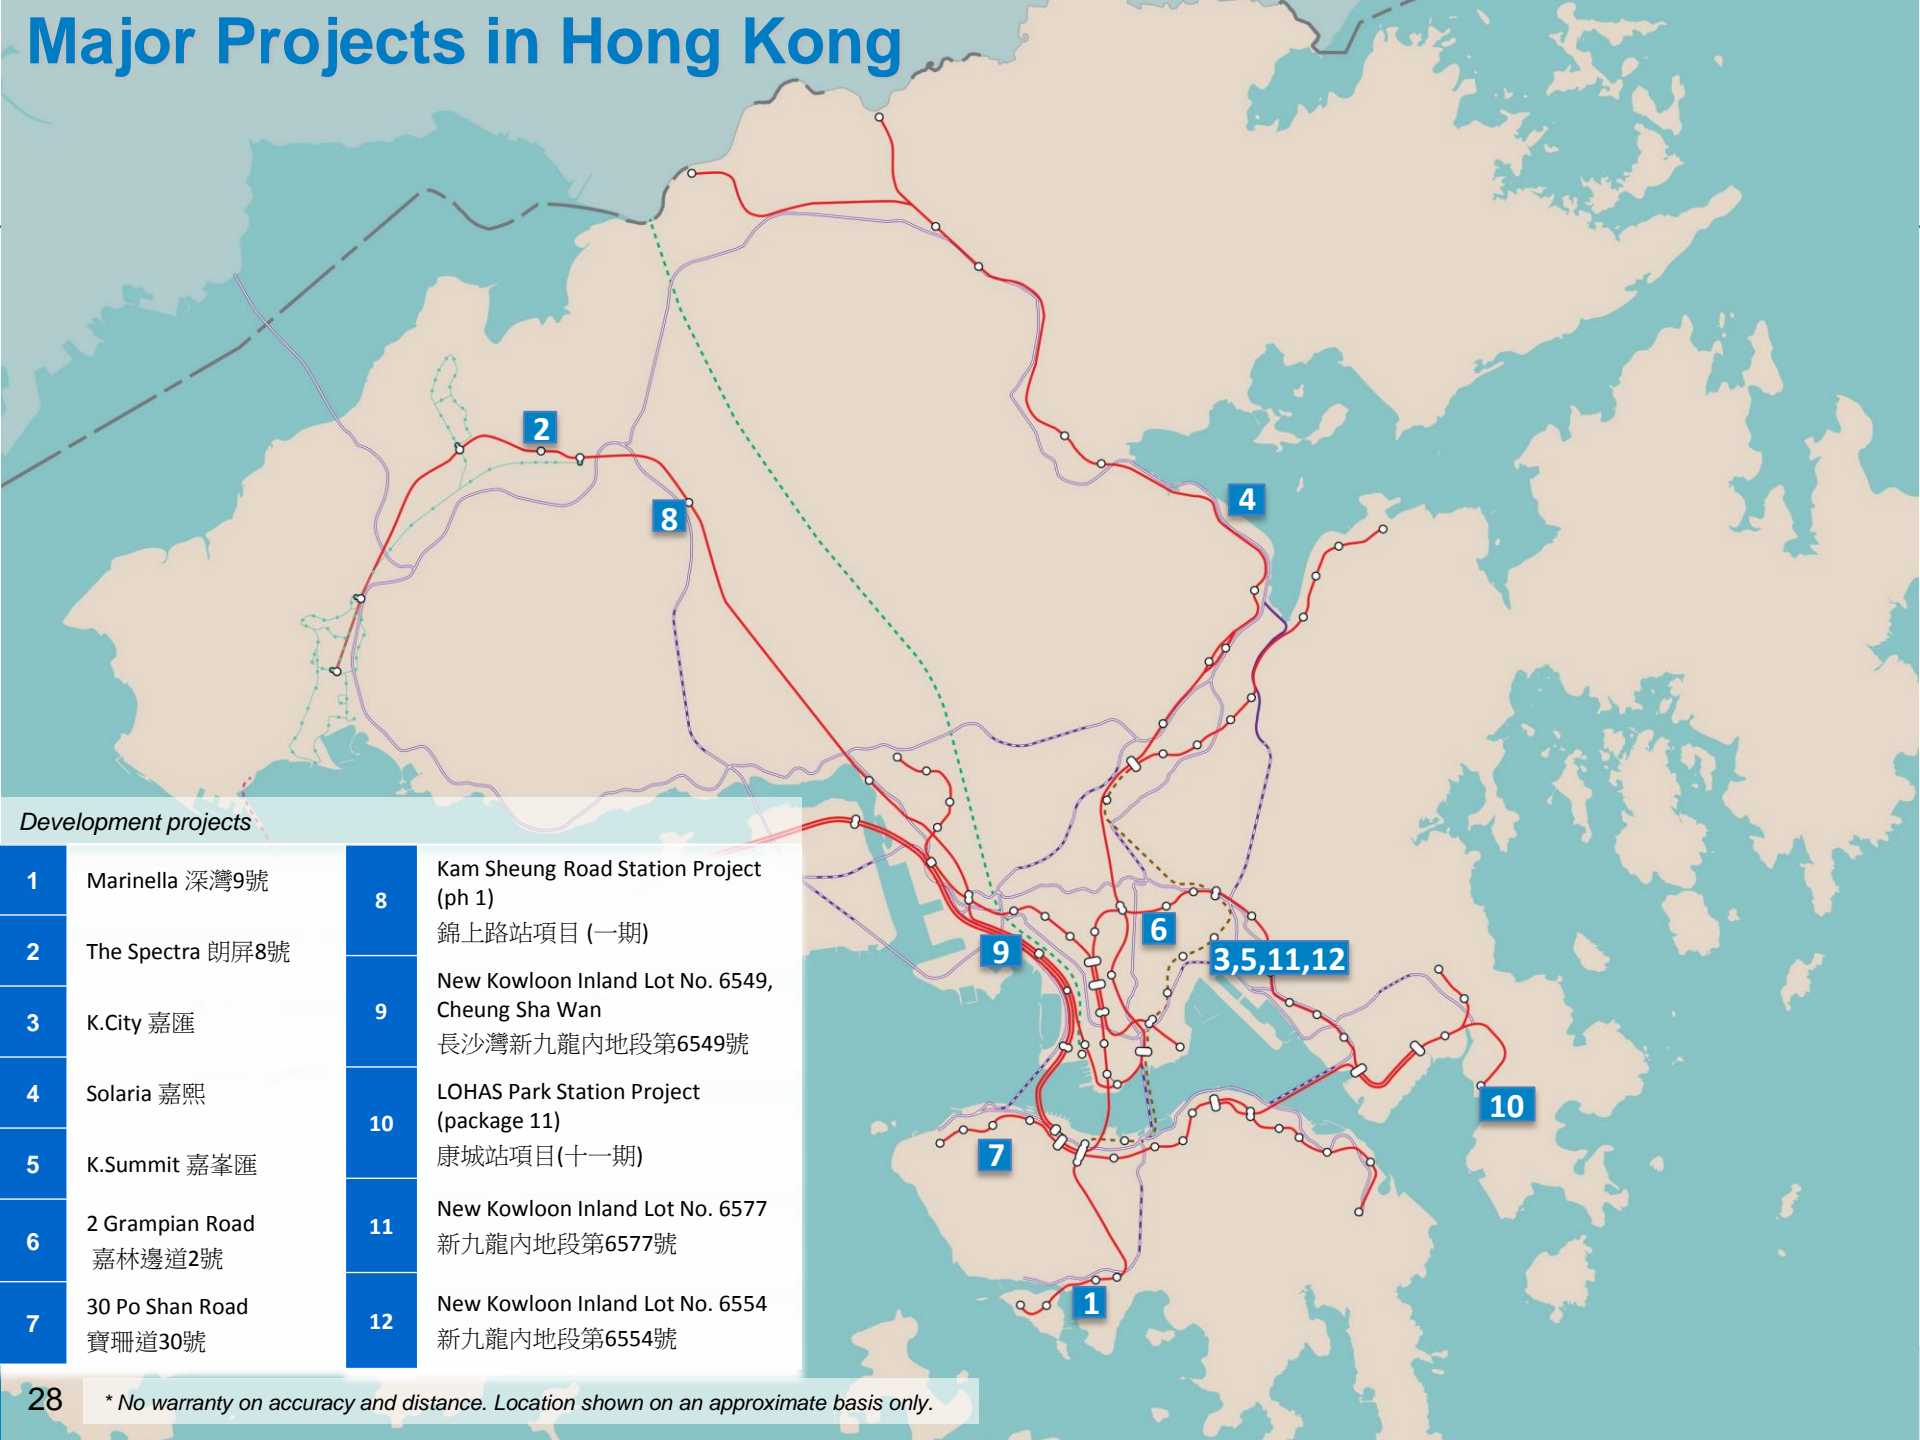 Major Projects in Hong Kong
2
8
4
6
9
3,5,11,12
10
7
1
Development projects
1
Marinella 深灣9號
2
The Spectra 朗屏8號
3
K.City 嘉匯
4
Solaria 嘉熙
5
K.Summit 嘉峯匯
6
2 Grampian Road
嘉林邊道2號
7
30 Po Shan Road
寶珊道30號
8
Kam Sheung Road Station Project
(ph 1)
錦上路站項目 (一期)
9
New Kowloon Inland Lot No. 6549,
Cheung Sha Wan
長沙灣新九龍內地段第6549號
10
LOHAS Park Station Project
(package 11)
康城站項目(十一期)
11
New Kowloon Inland Lot No. 6577
新九龍內地段第6577號
12
New Kowloon Inland Lot No. 6554
新九龍內地段第6554號
28
* No warranty on accuracy and distance. Location shown on an approximate basis only.